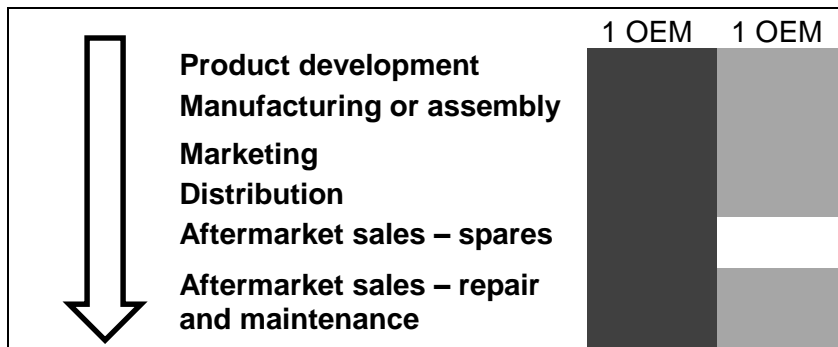 1 OEM 1 OEM
Product development
Manufacturing or assembly
Marketing
Distribution
Aftermarket sales – spares
Aftermarket sales – repair
and maintenance